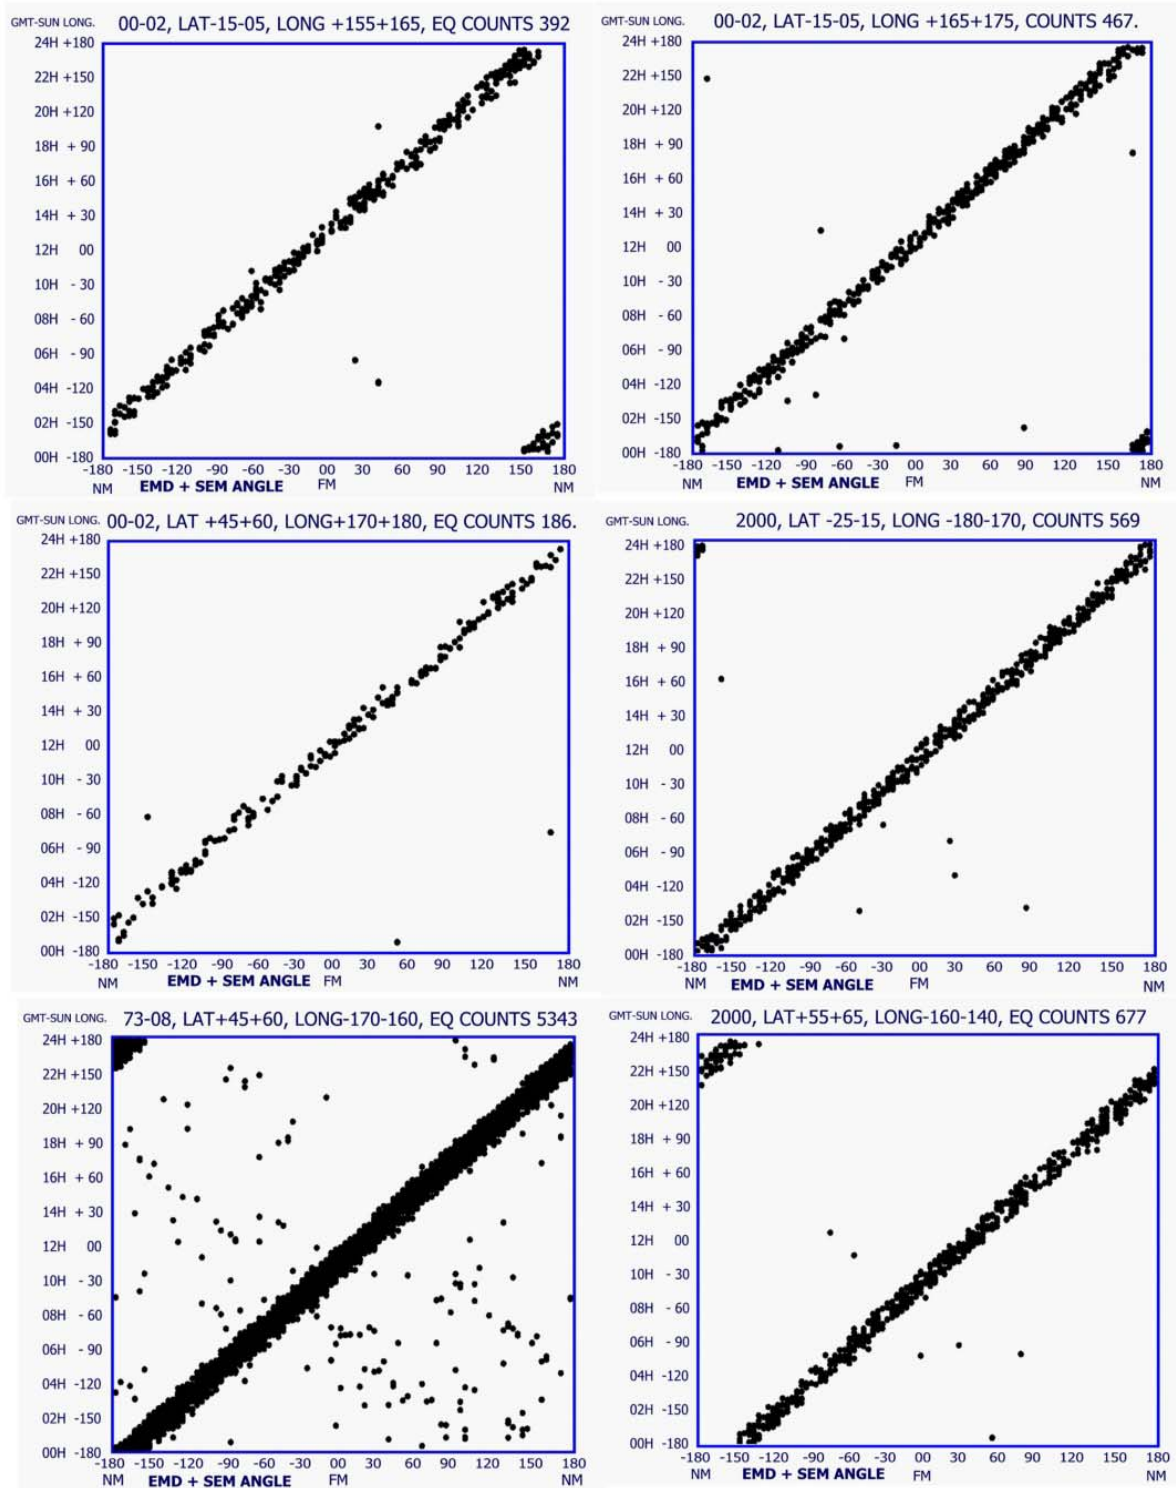 GMT-SUN LONG. 00-02, LAT-15-05, LONG +155+165, EQ COUNTS 392
24H +180
22H +150
20H +120
18H + 90
16H + 60
14H + 30
12H 00
10H - 30
08H - 60
06H - 90
04H -120
02H -150
00H -180
-180 -150 -120 -90 -60 -30 00 30 60 90 120 150 180
NM EMD + SEM ANGLE FM NM
GMT-SUN LONG. 00-02, LAT-15-05, LONG +165+175, COUNTS 467.
24H +180
22H +150
20H +120
18H + 90
16H + 60
14H + 30
12H 00
10H - 30
08H - 60
06H - 90
04H -120
02H -150
00H -180
-180 -150 -120 -90 -60 -30 00 30 60 90 120 150 180
NM EMD + SEM ANGLE FM NM
GMT-SUN LONG. 00-02, LAT +45+60, LONG+170+180, EQ COUNTS 186.
24H +180
22H +150
20H +120
18H + 90
16H + 60
14H + 30
12H 00
10H - 30
08H - 60
06H - 90
04H -120
02H -150
00H -180
-180 -150 -120 -90 -60 -30 00 30 60 90 120 150 180
NM EMD + SEM ANGLE FM NM
GMT-SUN LONG. 2000, LAT -25-15, LONG -180-170, COUNTS 569
24H +180
22H +150
20H +120
18H + 90
16H + 60
14H + 30
12H 00
10H - 30
08H - 60
06H - 90
04H -120
02H -150
00H -180
-180 -150 -120 -90 -60 -30 00 30 60 90 120 150 180
NM EMD + SEM ANGLE FM NM
GMT-SUN LONG. 73-08, LAT+45+60, LONG-170-160, EQ COUNTS 5343
24H +180
22H +150
20H +120
18H + 90
16H + 60
14H + 30
12H 00
10H - 30
08H - 60
06H - 90
04H -120
02H -150
00H -180
-180 -150 -120 -90 -60 -30 00 30 60 90 120 150 180
NM EMD + SEM ANGLE FM NM
GMT-SUN LONG. 2000, LAT+55+65, LONG-160-140, EQ COUNTS 677
24H +180
22H +150
20H +120
18H + 90
16H + 60
14H + 30
12H 00
10H - 30
08H - 60
06H - 90
04H -120
02H -150
00H -180
-180 -150 -120 -90 -60 -30 00 30 60 90 120 150 180
NM EMD + SEM ANGLE FM NM